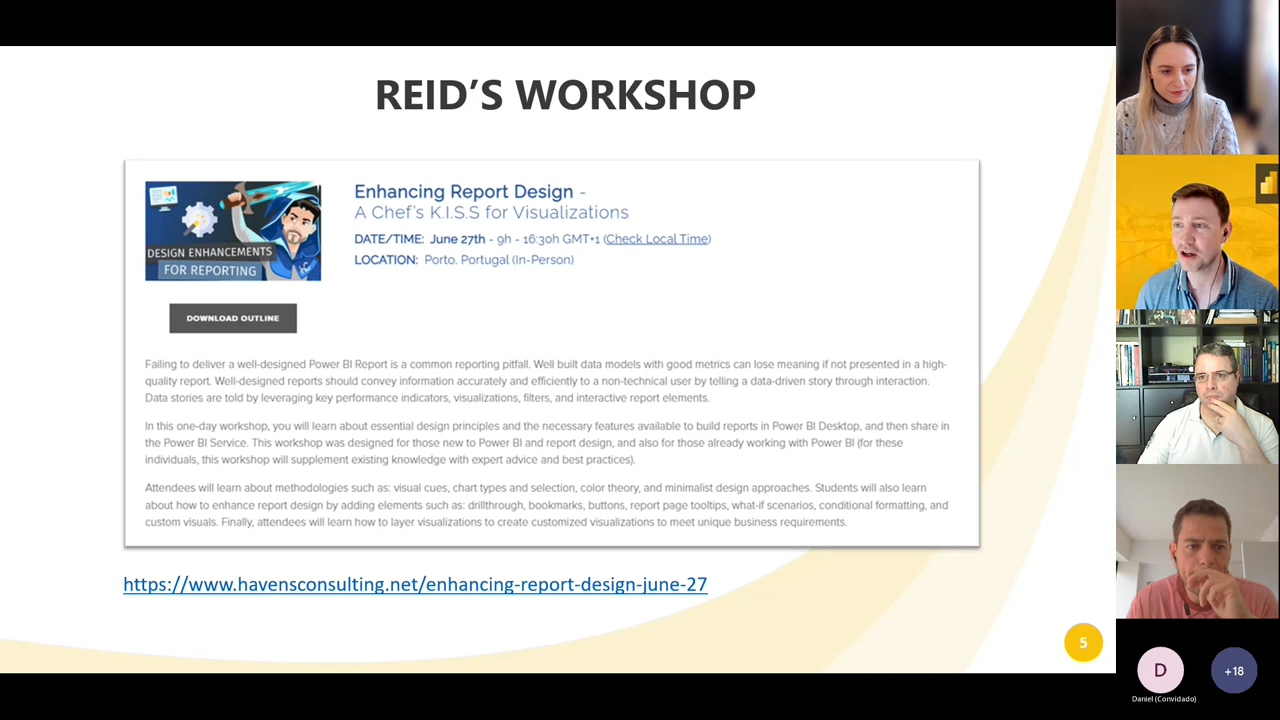 REID'S WORKSHOP
DESIGN ENHANCEMENTS
FOR REPORTING
Enhancing Report Design -
A Chef's K.I.S.S for Visualizations
DATE/TIME: June 27th - 9h - 16:30h GMT+1 (Check Local Time)
LOCATION: Porto. Portugal (In-Person)
DOWNLOAD OUTLINE
Failing to deliver a well-designed Power BI Report is a common reporting pitfall. Well built data models with good metrics can lose meaning if not presented in a high-
quality report. Well-designed reports should convey information accurately and efficiently to a non-technical user by telling a data-driven story through interaction.
Data stories are told by leveraging key performance indicators, visualizations, filters, and interactive report elements.
In this one-day workshop, you will learn about essential design principles and the necessary features available to build reports in Power BI Desktop, and then share in
the Power BI Service. This workshop was designed for those new to Power BI and report design, and also for those already working with Power BI (for these
individuals, this workshop will supplement existing knowledge with expert advice and best practices).
Attendees will learn about methodologies such as: visual cues, chart types and selection, color theory, and minimalist design approaches. Students will also learn
about how to enhance report design by adding elements such as: drillthrough, bookmarks, buttons, report page tooltips, what-if scenarios, conditional formatting, and
custom visuals. Finally, attendees will learn how to layer visualizations to create customized visualizations to meet unique business requirements.
https://www.havensconsulting.net/enhancing-report-design-june-27
5
D
+18
Daniel (Convidado)